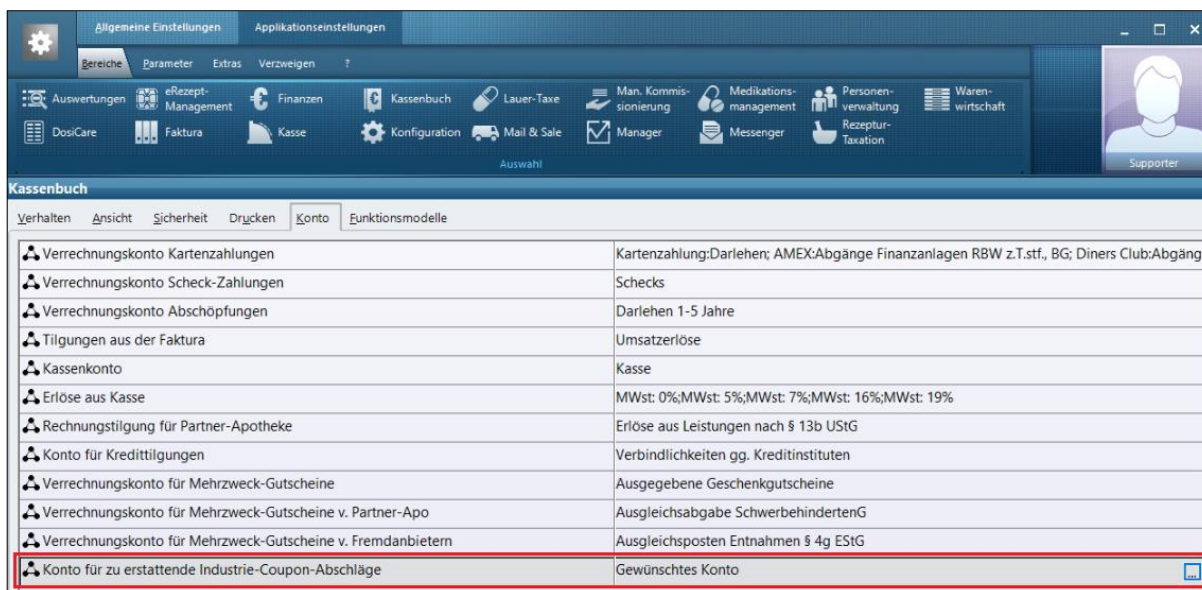 Allgemeine Einstellungen Applikationseinstellungen
Bereiche Parameter Extras Verzweigen ?
Auswertungen eRezept-Management Finanzen Kassenbuch Lauer-Taxe Man. Kommis-sionierung Medikations-management Personen-verwaltung Waren-wirtschaft
DosiCare Faktura Kasse Konfiguration Mail & Sale Manager Messenger Rezeptur-Taxation
Auswahl
Supporter
Kassenbuch
Verhalten Ansicht Sicherheit Drucken Konto Funktionsmodelle
Verrechnungskonto Kartenzahlungen Kartenzahlung:Darlehen; AMEX:Abgänge Finanzanlagen RBW z.T.stf., BG; Diners Club:Abgäng
Verrechnungskonto Scheck-Zahlungen Schecks
Verrechnungskonto Abschöpfungen Darlehen 1-5 Jahre
Tilgungen aus der Faktura Umsatzerlöse
Kassenkonto Kasse
Erlöse aus Kasse MWst: 0%;MWst: 5%;MWst: 7%;MWst: 16%;MWst: 19%
Rechnungstilgung für Partner-Apotheke Erlöse aus Leistungen nach § 13b UStG
Konto für Kredittilgungen Verbindlichkeiten gg. Kreditinstituten
Verrechnungskonto für Mehrzweck-Gutscheine Ausgegebene Geschenkgutscheine
Verrechnungskonto für Mehrzweck-Gutscheine v. Partner-Apo Ausgleichsabgabe SchwerbehindertenG
Verrechnungskonto für Mehrzweck-Gutscheine v. Fremdanbietern Ausgleichsposten Entnahmen § 4g EStG
Konto für zu erstattende Industrie-Coupon-Abschläge Gewünschtes Konto ...